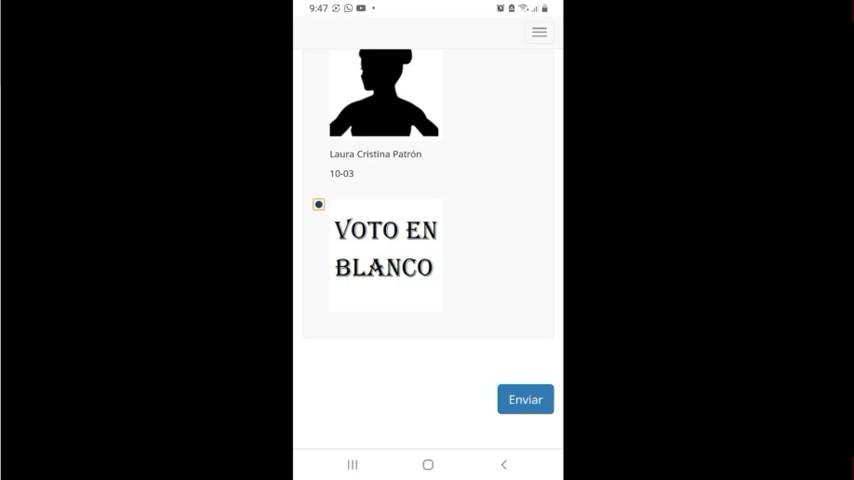 9:47
Laura Cristina Patrón
10-03
VOTO EN
BLANCO
Enviar